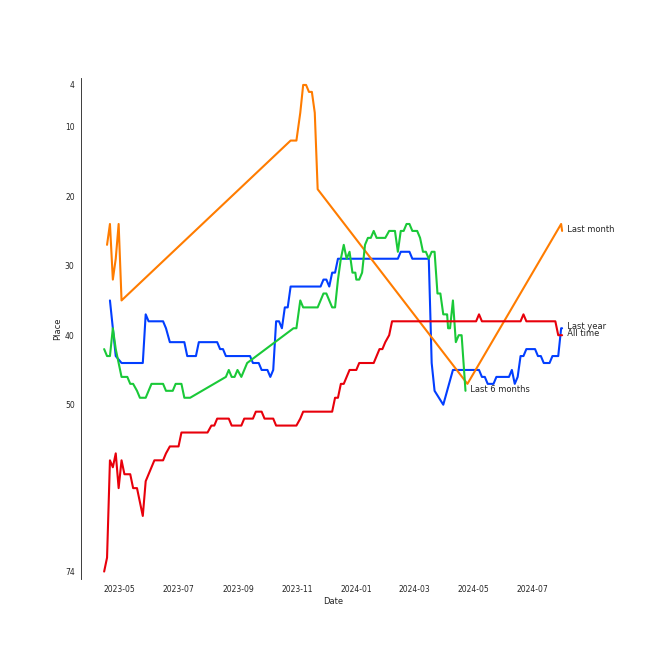 4
10
20
30
40
50
74
Place
2023-05
2023-07
2023-09
2023-11
2024-01
2024-03
2024-05
2024-07
Date
Last month
Last year
All time
Last 6 months